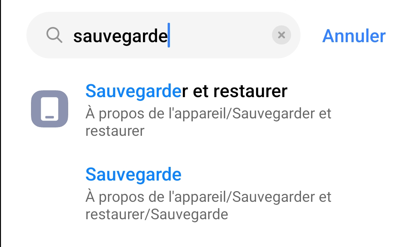 sauvegarde Annuler
Sauvegarder et restaurer
À propos de l'appareil/Sauvegarder et
restaurer
Sauvegarde
À propos de l'appareil/Sauvegarder et
restaurer/Sauvegarde